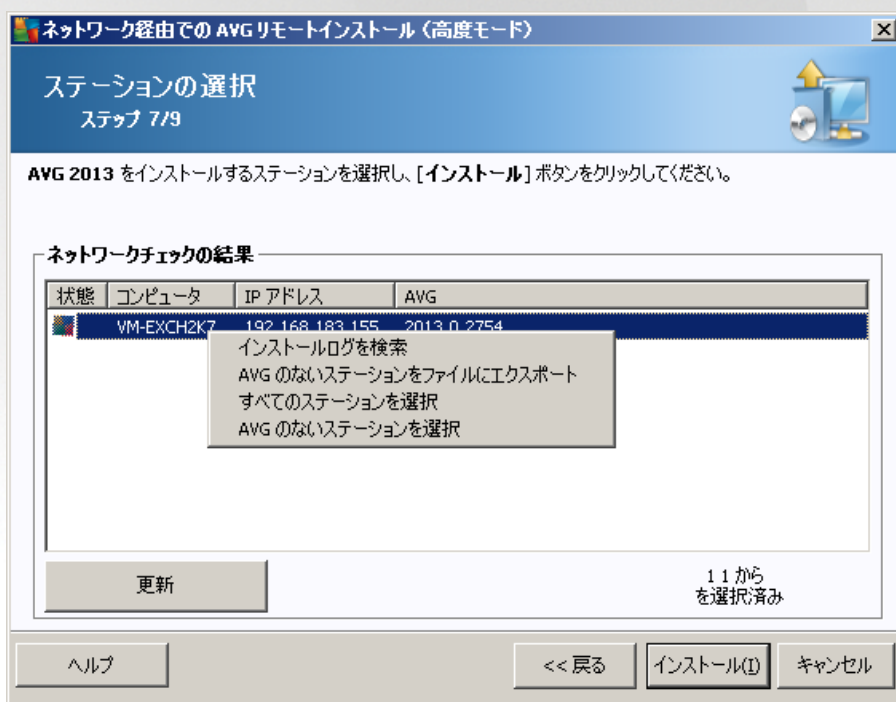 ネットワーク経由での AVG リモートインストール（高度モード）
ステーションの選択
ステップ 7/9
AVG 2013 をインストールするステーションを選択し、[インストール] ボタンをクリックしてください。
ネットワークチェックの結果
状態 コンピュータ IP アドレス AVG
VM-EXCH2K7 192.168.183.155 2013.0.2754
インストールログを検索
AVG のないステーションをファイルにエクスポート
すべてのステーションを選択
AVG のないステーションを選択
更新
1 1 から
を選択済み
ヘルプ
<< 戻る
インストール(I)
キャンセル